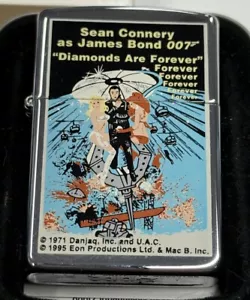 Sean Connery
as James Bond 007
"Diamonds Are Forever"
Forever
Forever
Forever
Forever
Forever
© 1971 Danjaq, Inc. and U.A.C.
© 1995 Eon Productions Ltd. & Mac B. Inc.